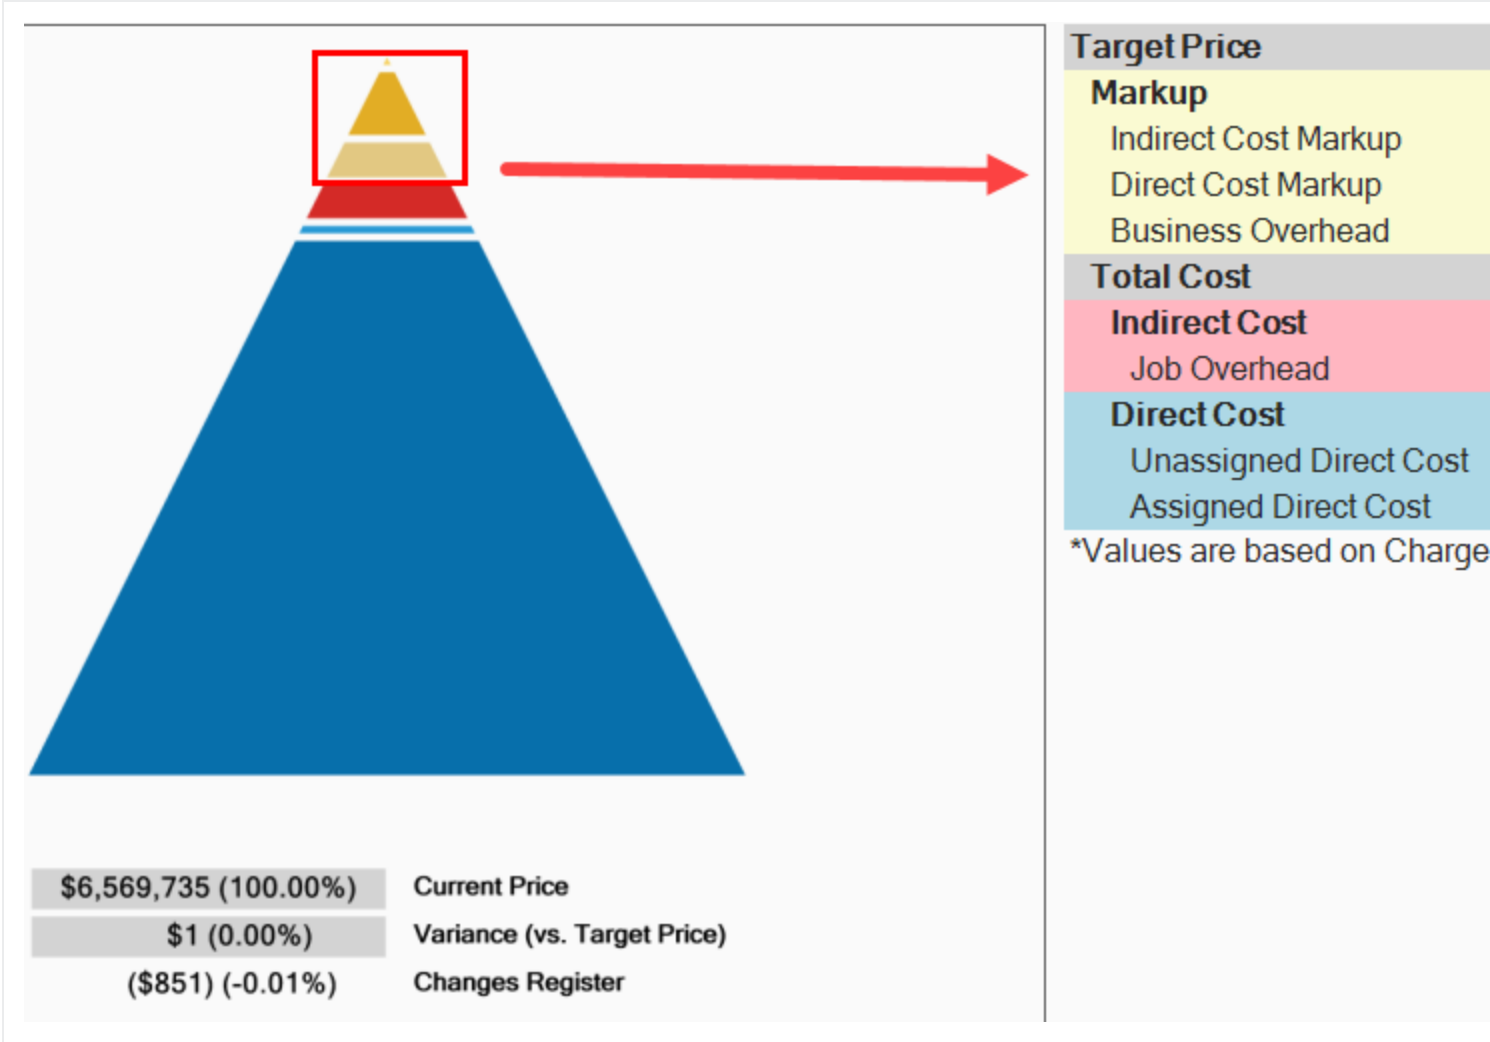 Target Price
Markup
Indirect Cost Markup
Direct Cost Markup
Business Overhead
Total Cost
Indirect Cost
Job Overhead
Direct Cost
Unassigned Direct Cost
Assigned Direct Cost
*Values are based on Charge
$6,569,735 (100.00%) Current Price
$1 (0.00%) Variance (vs. Target Price)
($851) (-0.01%) Changes Register